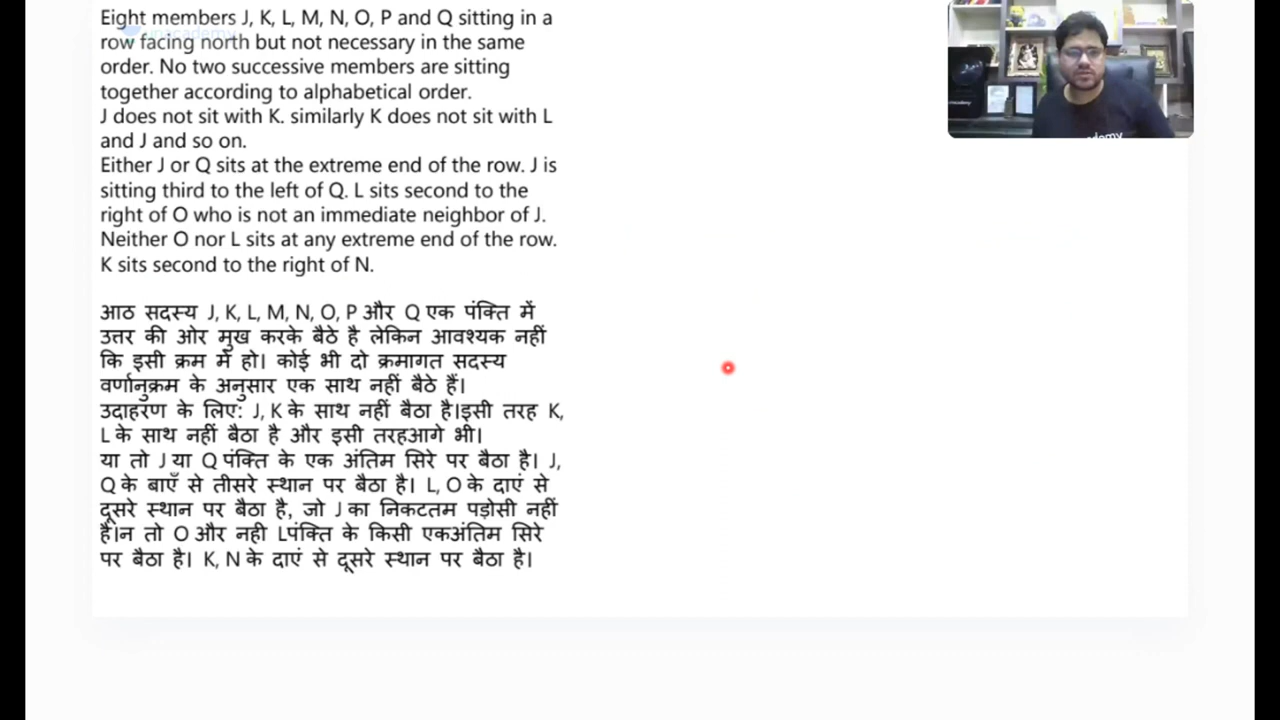 Eight members J, K, L, M, N, O, P and Q sitting in a
unacademy
row facing north but not necessary in the same
order. No two successive members are sitting
together according to alphabetical order.
J does not sit with K. similarly K does not sit with L
and J and so on.
Either J or Q sits at the extreme end of the row. J is
sitting third to the left of Q. L sits second to the
right of O who is not an immediate neighbor of J.
Neither O nor L sits at any extreme end of the row.
K sits second to the right of N.
आठ सदस्य J, K, L, M, N, O, P और Q एक पंक्ति में
उत्तर की ओर मुख करके बैठे है लेकिन आवश्यक नहीं
कि इसी क्रम में हो। कोई भी दो क्रमागत सदस्य
वर्णानुक्रम के अनुसार एक साथ नहीं बैठे हैं।
उदाहरण के लिए: J, K के साथ नहीं बैठा है।इसी तरह K,
L के साथ नहीं बैठा है और इसी तरहआगे भी।
या तो J या Q पंक्ति के एक अंतिम सिरे पर बैठा है। J,
Q के बाएँ से तीसरे स्थान पर बैठा है। L, O के दाएं से
दूसरे स्थान पर बैठा है, जो J का निकटतम पड़ोसी नहीं
है।न तो O और नही Lपंक्ति के किसी एकअंतिम सिरे
पर बैठा है। K, N के दाएं से दूसरे स्थान पर बैठा है।